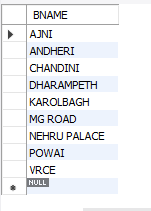 BNAME
AJNI
ANDHERI
CHANDINI
DHARAMPETH
KAROLBAGH
MG ROAD
NEHRU PALACE
POWAI
VRCE
NULL